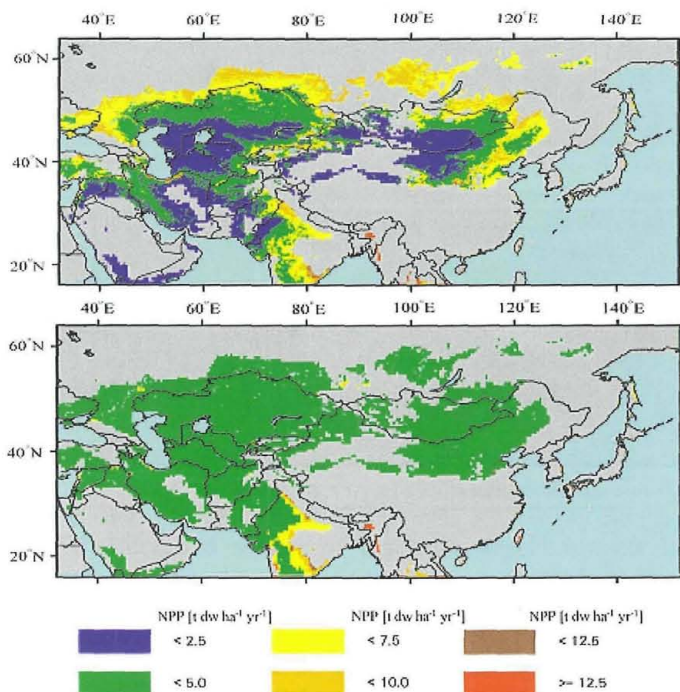 40°E 60°E 80°E 100°E 120°E 140°E
60°N
40°N
20°N
40°E 60°E 80°E 100°E 120°E 140°E
60°N
40°N
20°N
NPP [t dw ha⁻¹ yr⁻¹] NPP [t dw ha⁻¹ yr⁻¹] NPP [t dw ha⁻¹ yr⁻¹]
< 2.5 < 7.5 < 12.5
< 5.0 < 10.0 >= 12.5